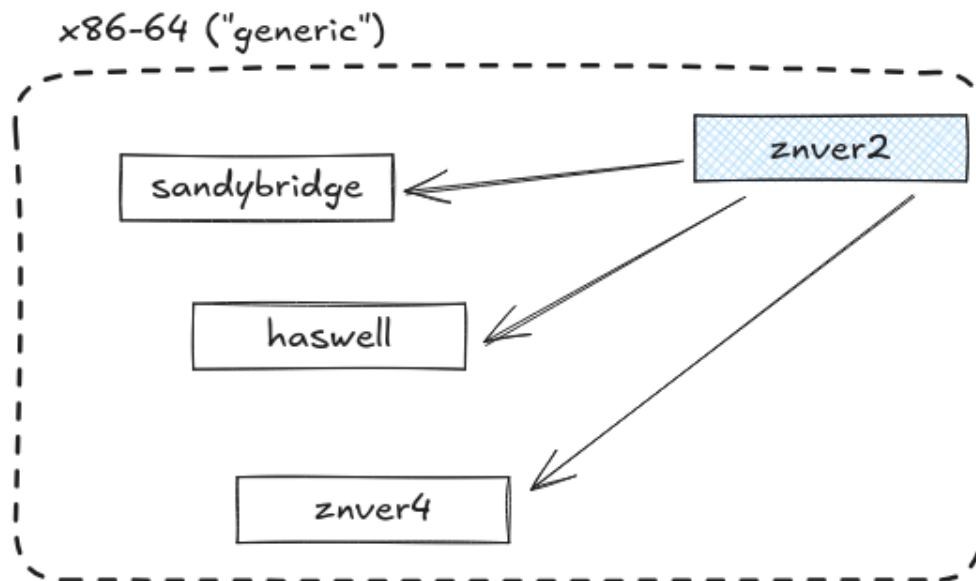 x86-64 ("generic")
znver2
sandybridge
haswell
znver4